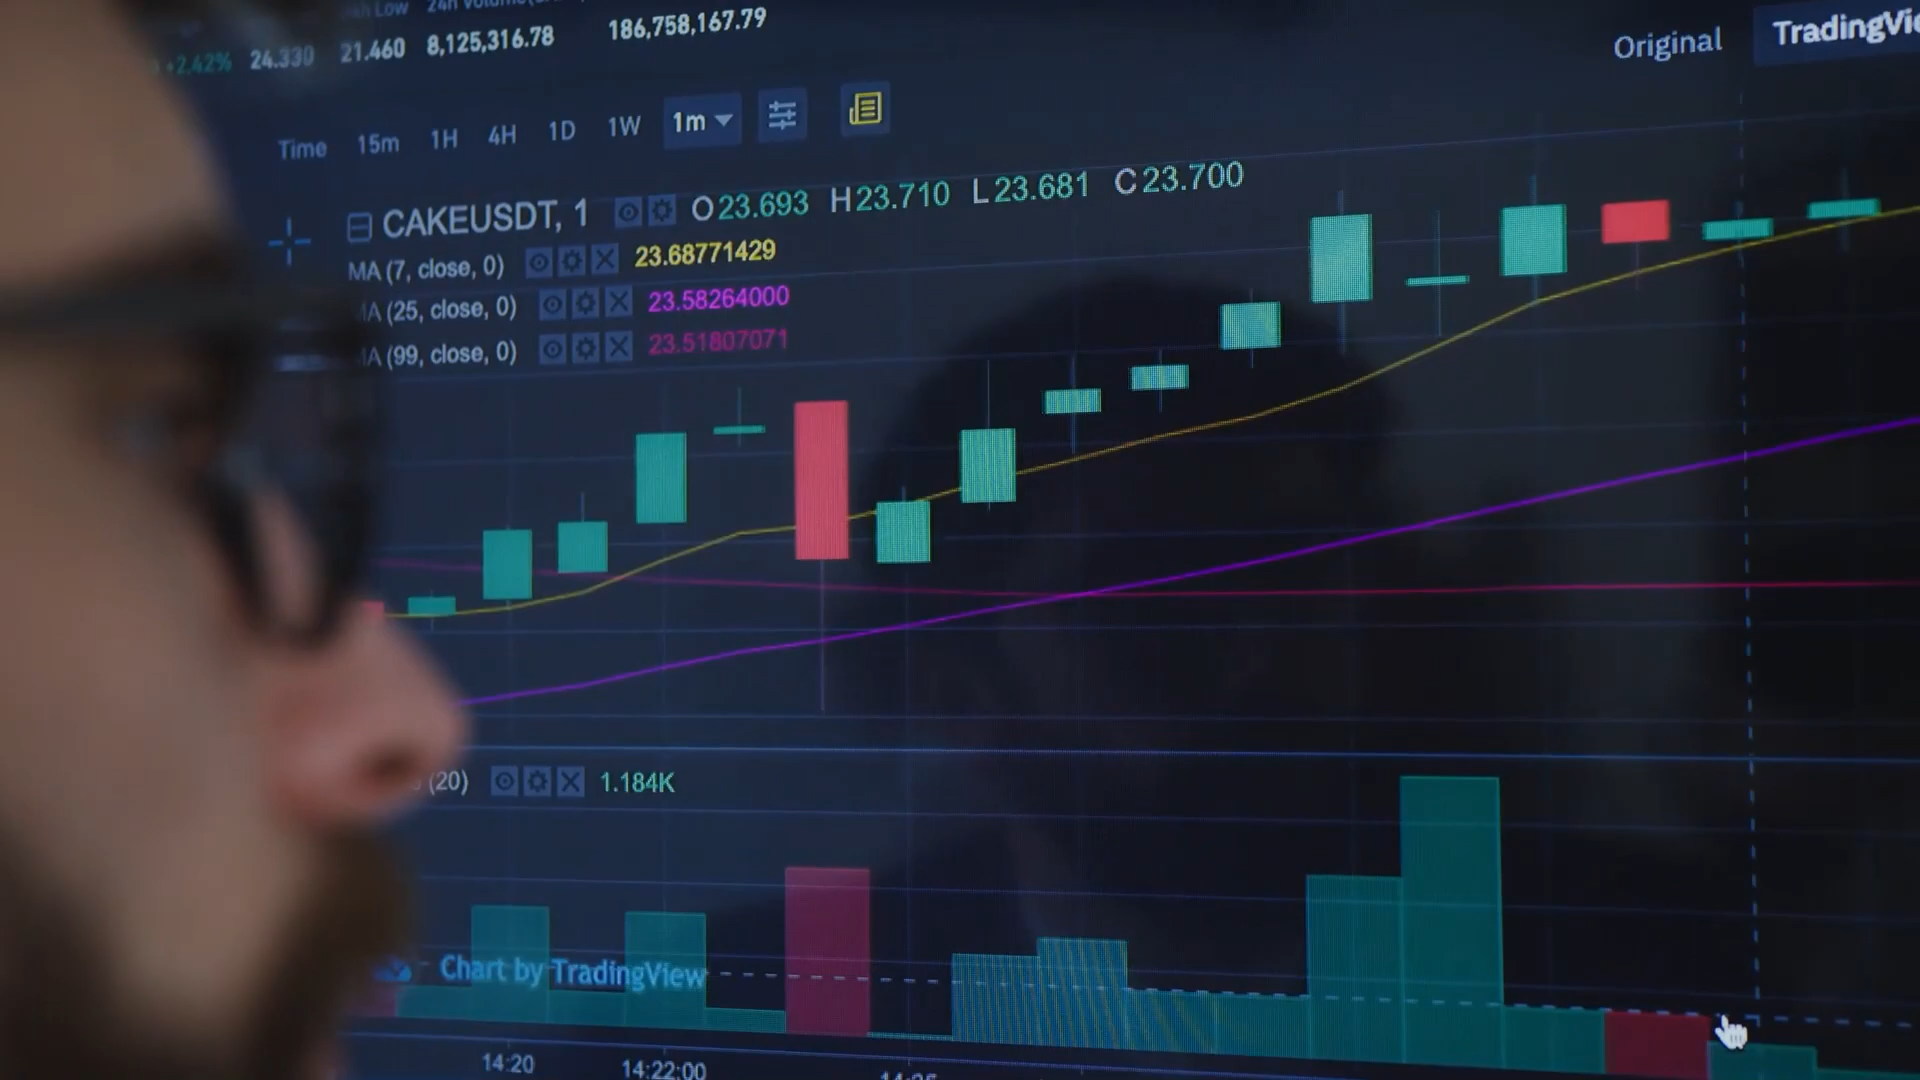 Low 24h Volume
+2.42% 24.330 21.460 8,125,316.78 186,758,167.79
Original TradingVie
Time 15m 1H 4H 1D 1W 1m
CAKEUSDT, 1 O23.693 H23.710 L23.681 C23.700
MA (7, close, 0) 23.68771429
MA (25, close, 0) 23.58264000
MA (99, close, 0) 23.51807071
(20) 1.184K
Chart by TradingView
14:20 14:22:00